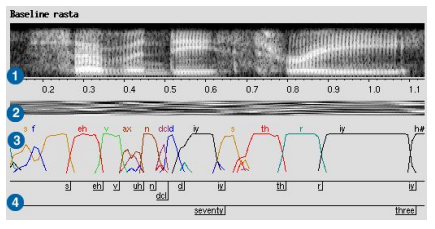 Baseline rasta
1
0.2 0.3 0.4 0.5 0.6 0.7 0.8 0.9 1.0 1.1
2
3
s f eh v ax n dcl d iy s th r iy h#
4
s eh v uh n dcl d iy th r iy
seventy three